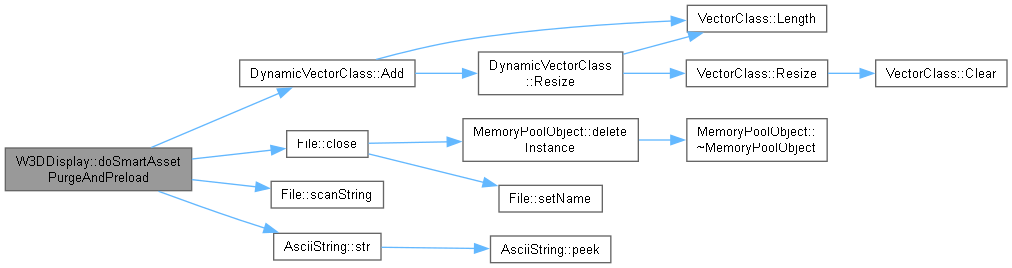 VectorClass::Length
DynamicVectorClass::Add
DynamicVectorClass
::Resize
VectorClass::Resize
VectorClass::Clear
W3DDisplay::doSmartAsset
PurgeAndPreload
File::close
MemoryPoolObject::delete
Instance
MemoryPoolObject::
~MemoryPoolObject
File::scanString
File::setName
AsciiString::str
AsciiString::peek